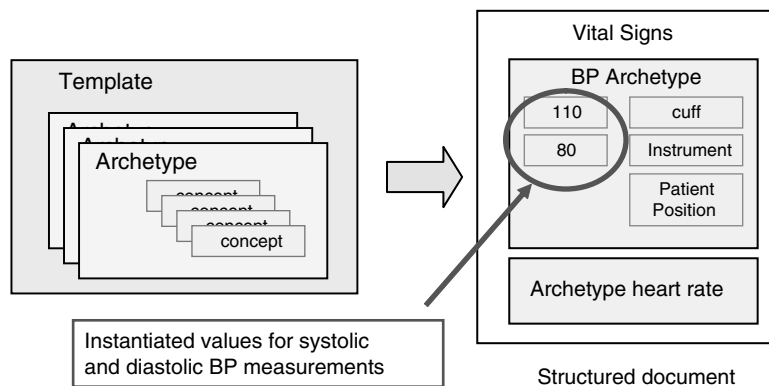 Template
Archetype
concept
concept
concept
concept
Instantiated values for systolic
and diastolic BP measurements
Vital Signs
BP Archetype
110
cuff
80
Instrument
Patient
Position
Archetype heart rate
Structured document